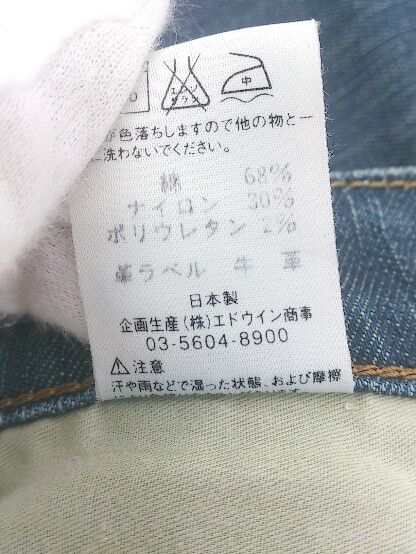 中
が色落ちしますので他の物と一
に洗わないでください。
綿 68%
ナイロン 30%
ポリウレタン 2%
革ラベル 牛 革
日本製
企画生産(株)エドウイン商事
03-5604-8900
⚠注意
汗や雨などで湿った状態、および摩擦